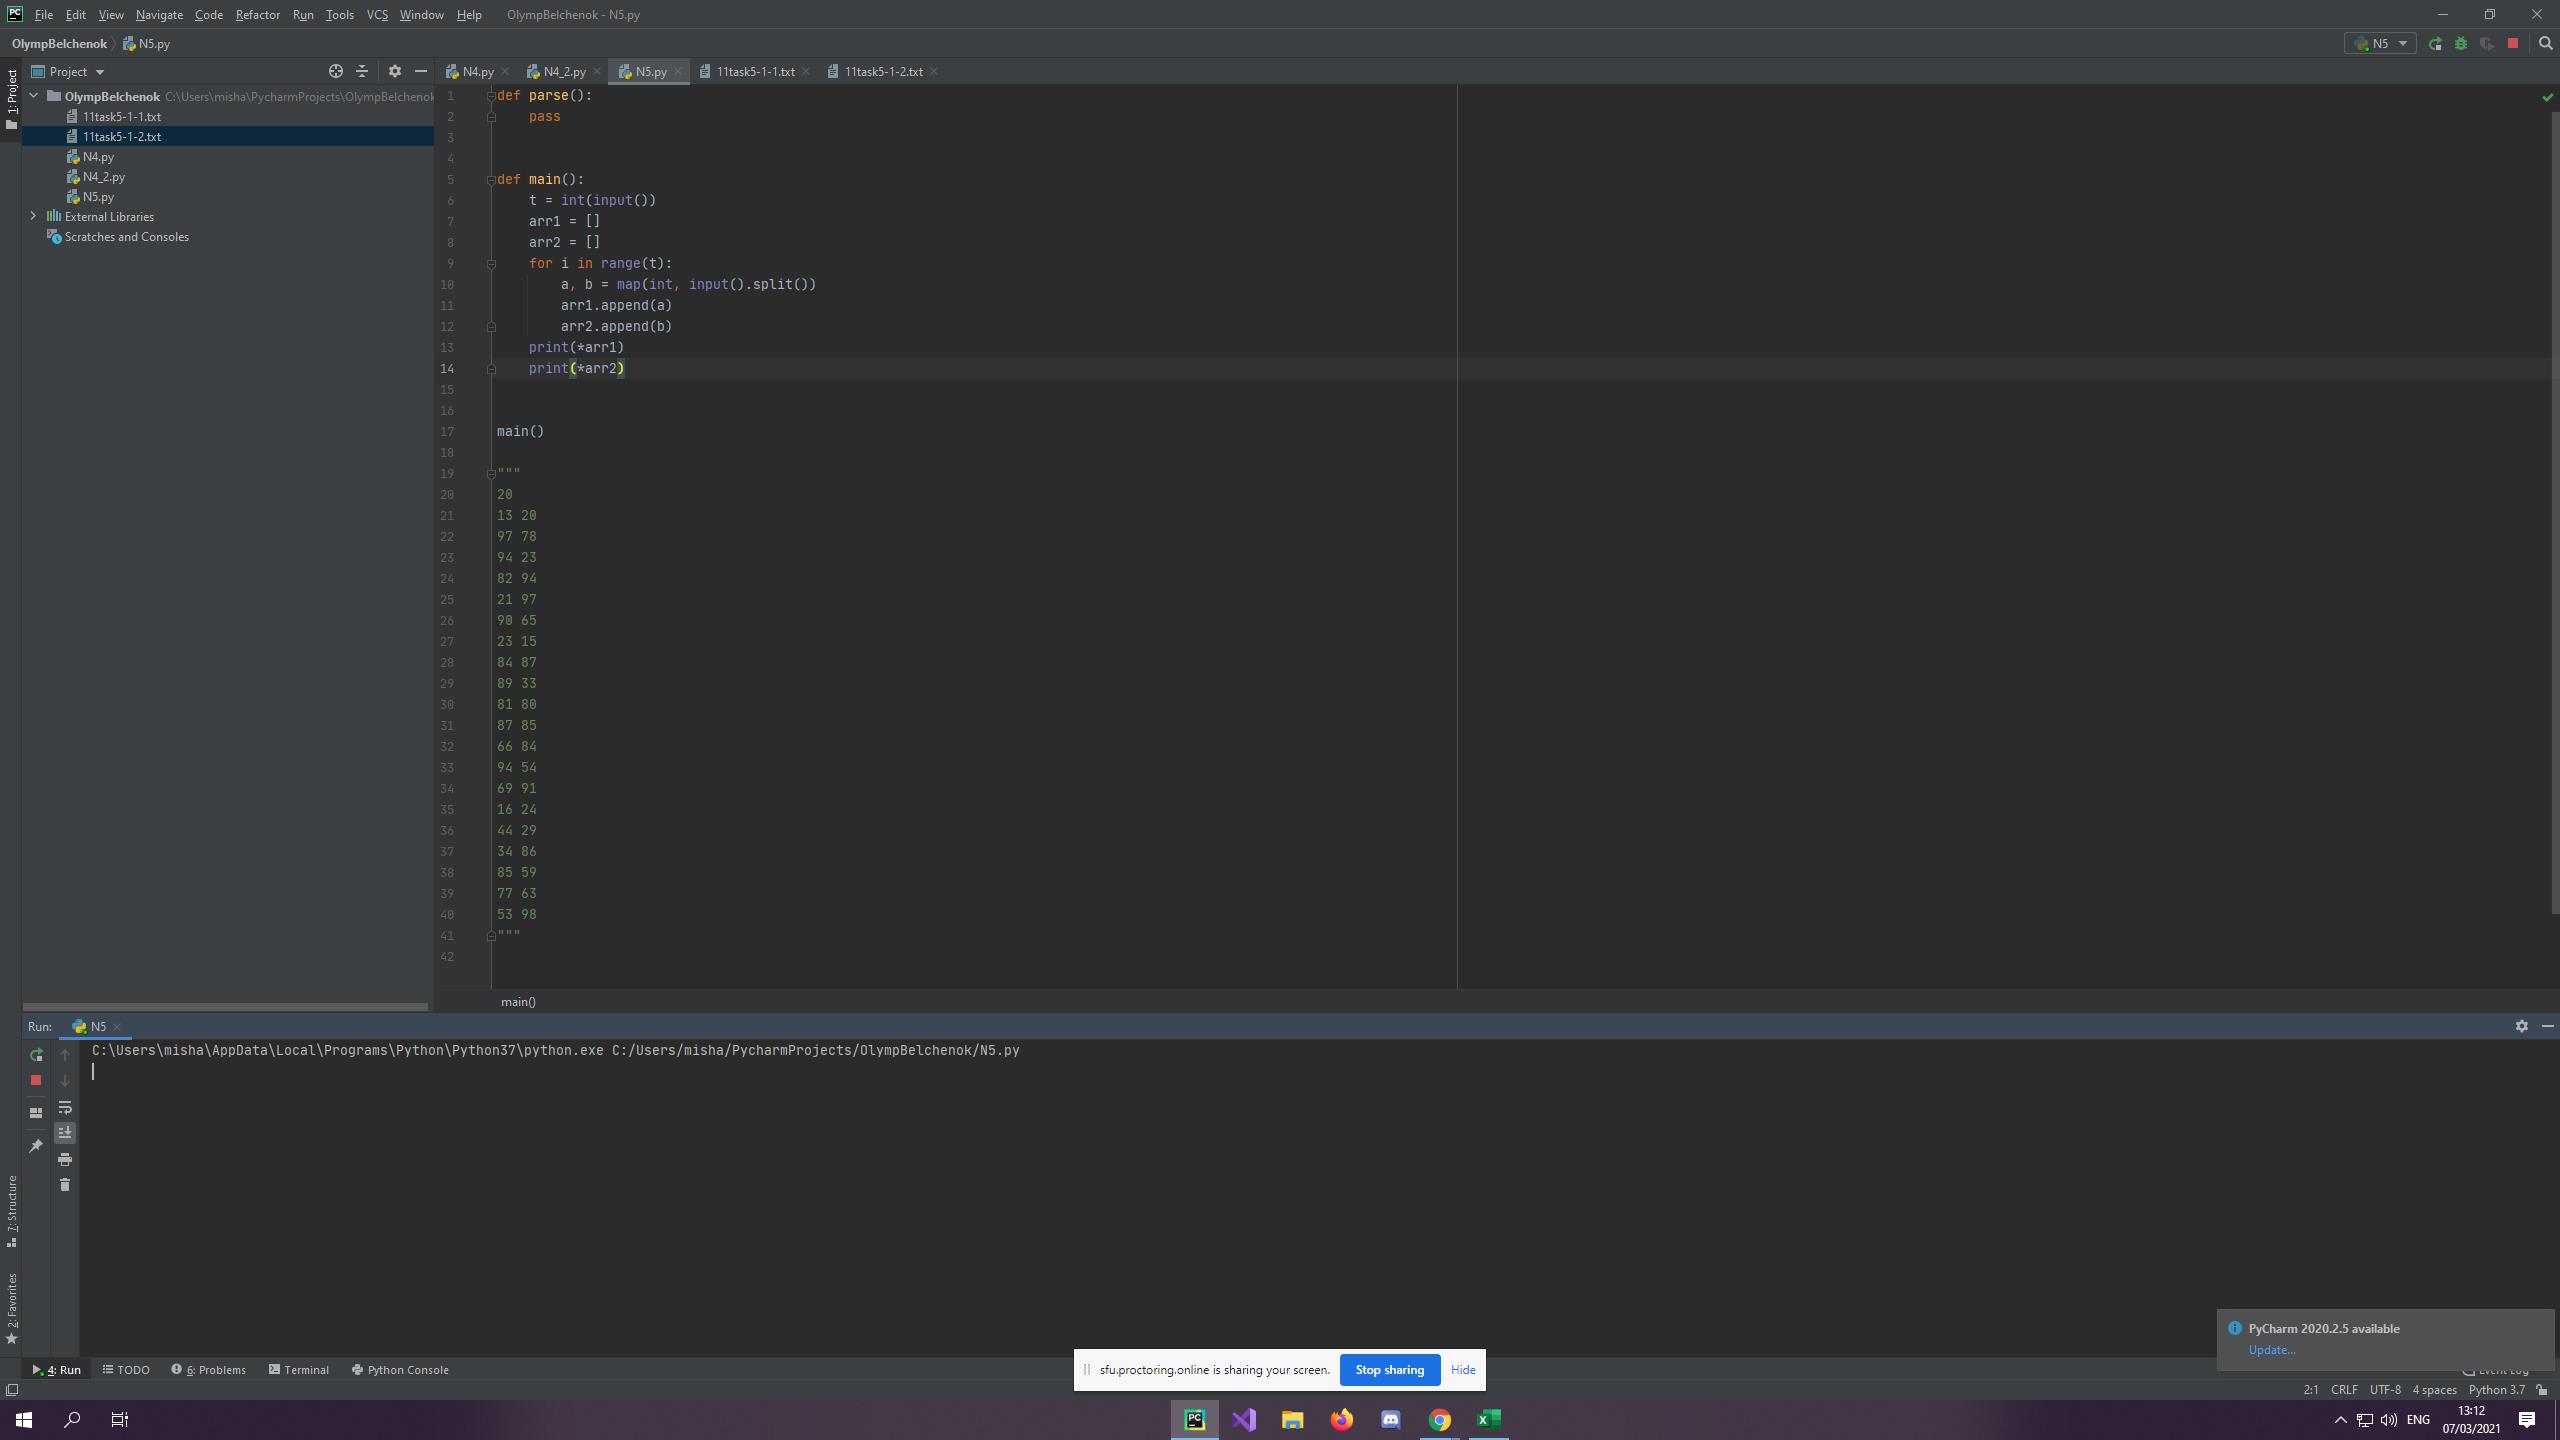 File Edit View Navigate Code Refactor Run Tools VCS Window Help OlympBelchenok - N5.py
OlympBelchenok N5.py N5
1: Project
Project N4.py N4_2.py N5.py 11task5-1-1.txt 11task5-1-2.txt
OlympBelchenok C:\Users\misha\PycharmProjects\OlympBelchenok
11task5-1-1.txt
11task5-1-2.txt
N4.py
N4_2.py
N5.py
External Libraries
Scratches and Consoles
1 def parse():
2 pass
3
4
5 def main():
6 t = int(input())
7 arr1 = []
8 arr2 = []
9 for i in range(t):
10 a, b = map(int, input().split())
11 arr1.append(a)
12 arr2.append(b)
13 print(*arr1)
14 print(*arr2)
15
16
17 main()
18
19 """
20 20
21 13 20
22 97 78
23 94 23
24 82 94
25 21 97
26 90 65
27 23 15
28 84 87
29 89 33
30 81 80
31 87 85
32 66 84
33 94 54
34 69 91
35 16 24
36 44 29
37 34 86
38 85 59
39 77 63
40 53 98
41 """
42
main()
Run: N5
C:\Users\misha\AppData\Local\Programs\Python\Python37\python.exe C:/Users/misha/PycharmProjects/OlympBelchenok/N5.py
7: Structure
2: Favorites
PyCharm 2020.2.5 available
Update...
4: Run TODO 6: Problems Terminal Python Console Event Log
sfu.proctoring.online is sharing your screen. Stop sharing Hide
2:1 CRLF UTF-8 4 spaces Python 3.7
ENG 13:12
07/03/2021